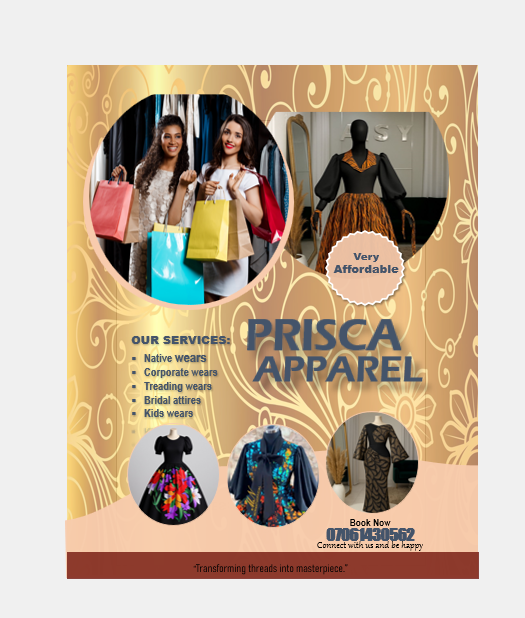 ESY
Very
Affordable
PRISCA
APPAREL
OUR SERVICES:
Native wears
Corporate wears
Treading wears
Bridal attires
Kids wears
Book Now
07061430562
Connect with us and be happy
"Transforming threads into masterpiece."